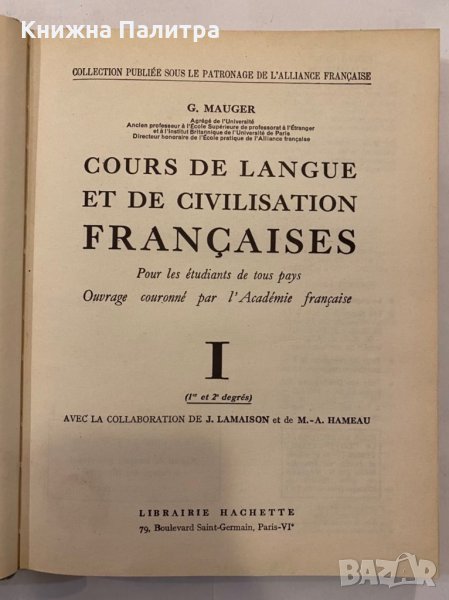 Книжна Палитра
COLLECTION PUBLIÉE SOUS LE PATRONAGE DE L'ALLIANCE FRANÇAISE
G. MAUGER
Agrégé de l'Université
Ancien professeur à l'École Supérieure de professorat à l'Étranger
et à l'Institut Britannique de l'Université de Paris
Directeur honoraire de l'École pratique de l'Alliance française
COURS DE LANGUE
ET DE CIVILISATION
FRANÇAISES
Pour les étudiants de tous pays
Ouvrage couronné par l'Académie française
I
(1er et 2e degrés)
AVEC LA COLLABORATION DE J. LAMAISON et de M.-A. HAMEAU
LIBRAIRIE HACHETTE
79, Boulevard Saint-Germain, Paris-VIe
BAZAR